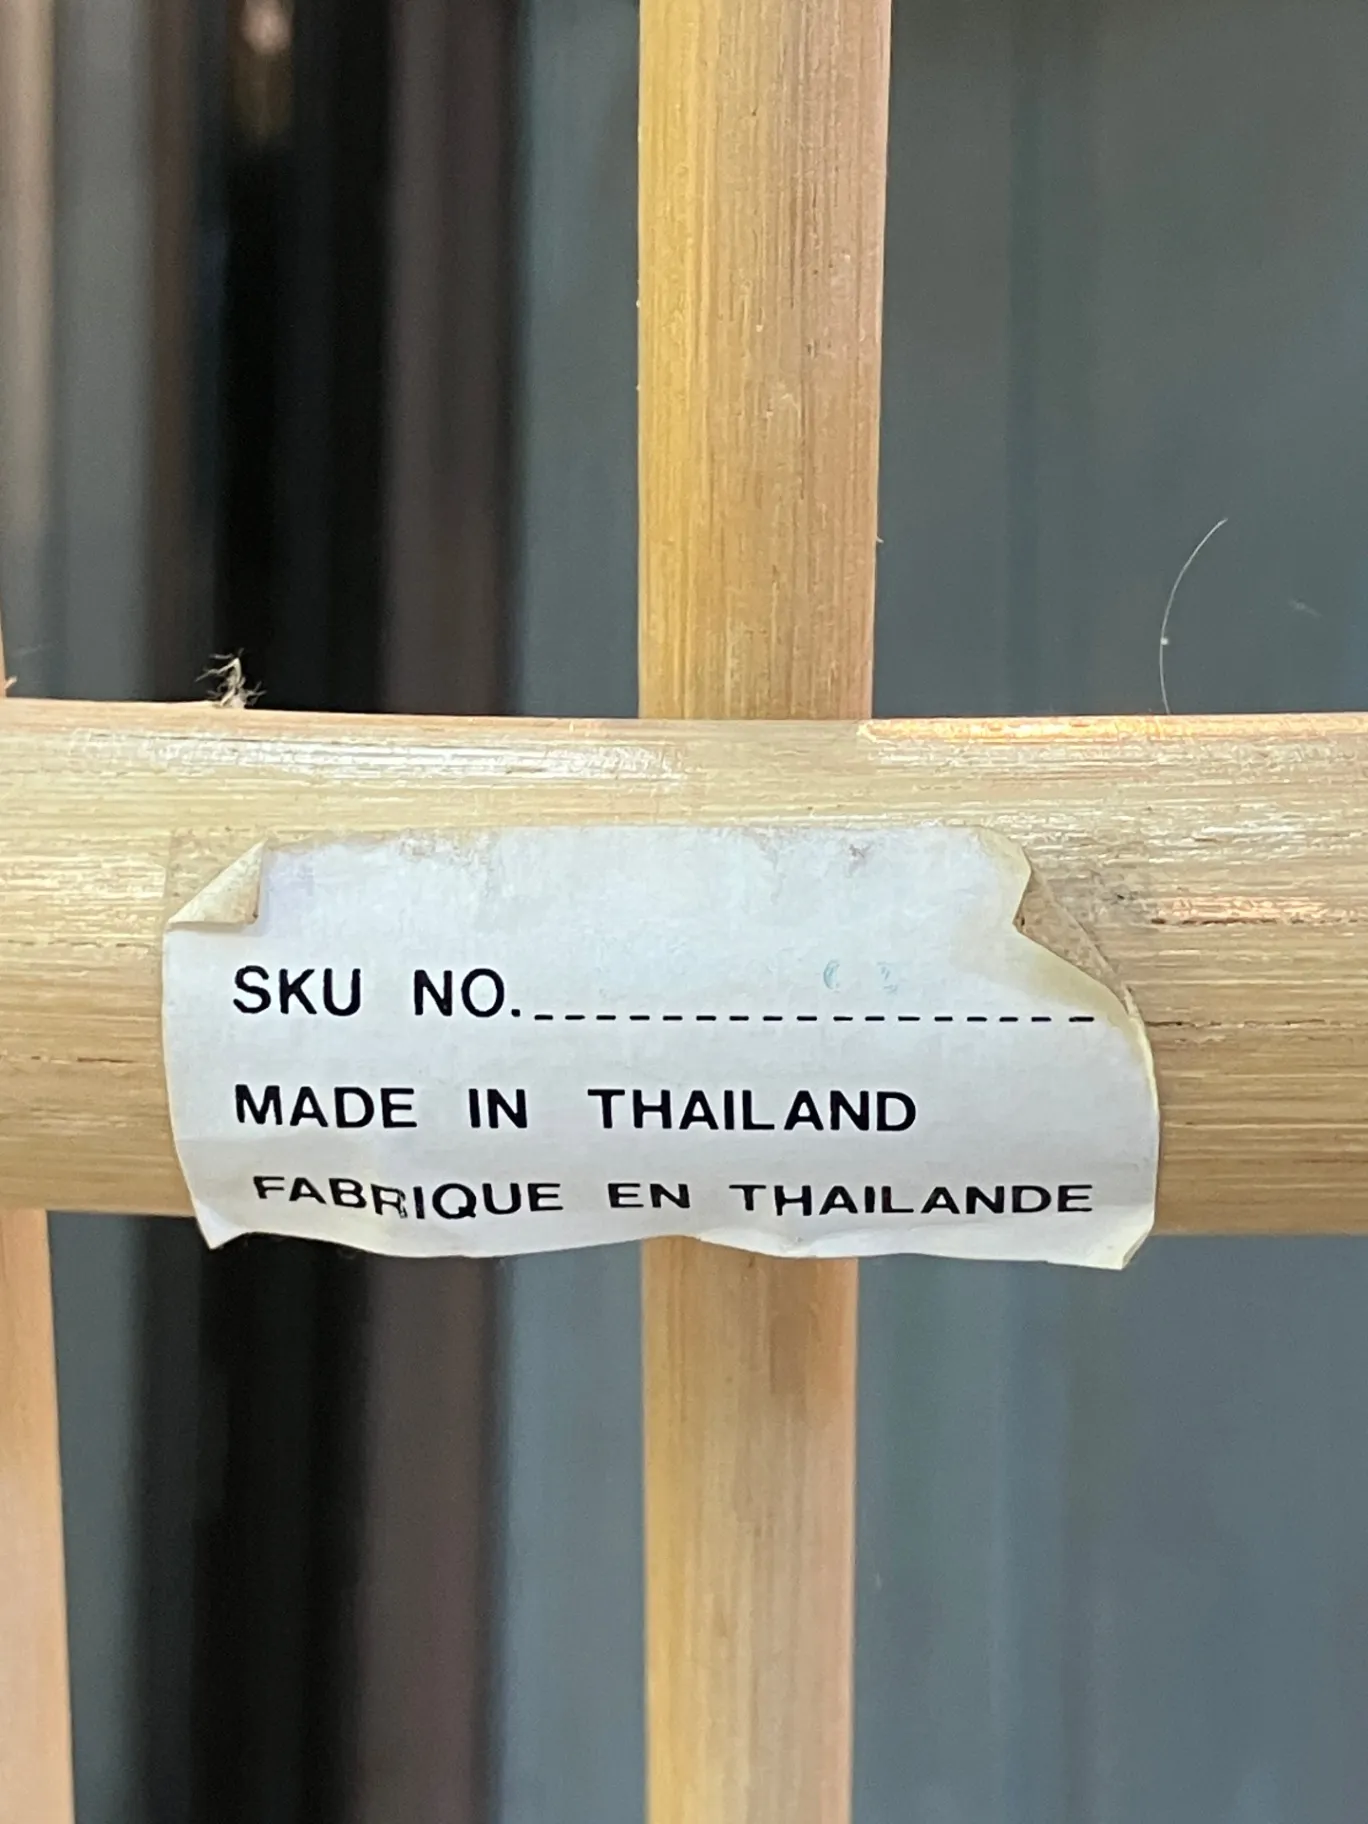 SKU NO.------------------
MADE IN THAILAND
FABRIQUE EN THAILANDE